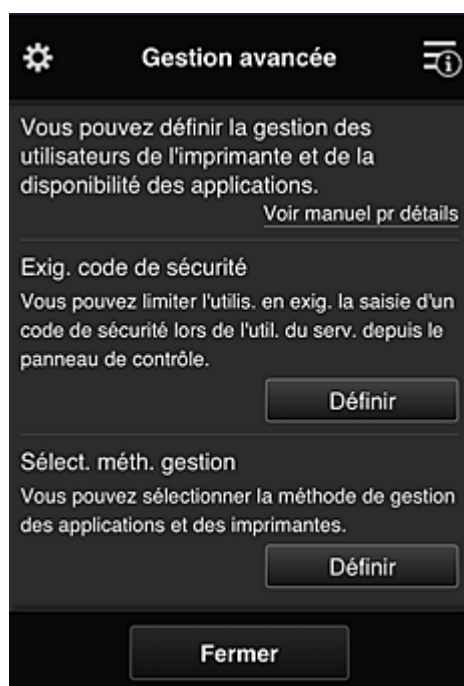 Gestion avancée
Vous pouvez définir la gestion des
utilisateurs de l'imprimante et de la
disponibilité des applications.
Voir manuel pr détails
Exig. code de sécurité
Vous pouvez limiter l'utilis. en exig. la saisie d'un
code de sécurité lors de l'util. du serv. depuis le
panneau de contrôle.
Définir
Sélect. méth. gestion
Vous pouvez sélectionner la méthode de gestion
des applications et des imprimantes.
Définir
Fermer